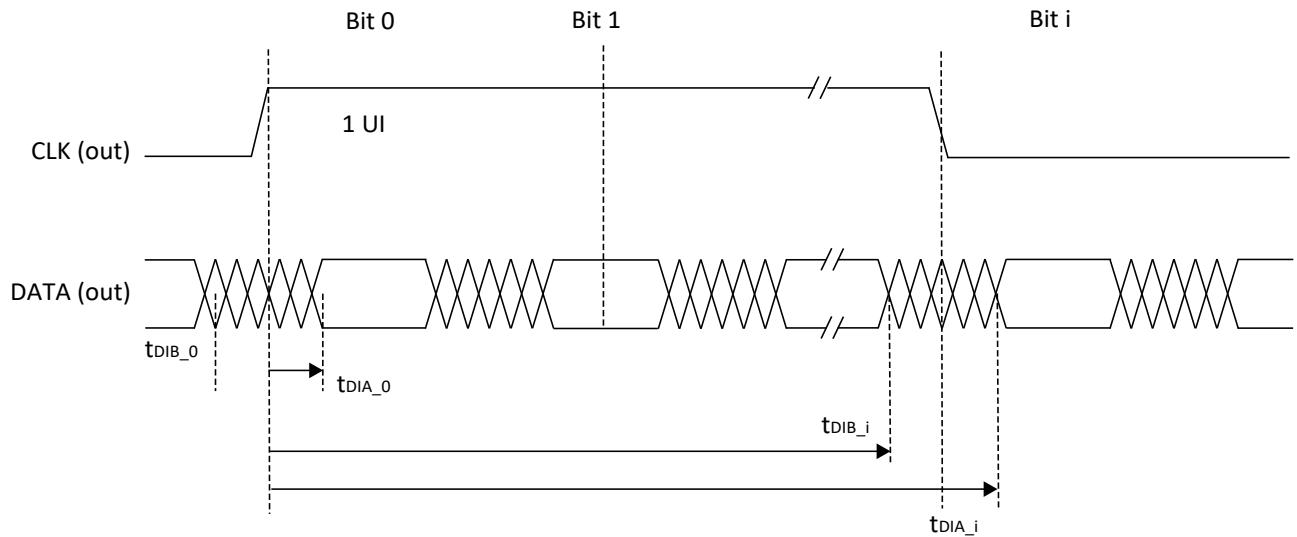 Bit 0 Bit 1 Bit i
1 UI
CLK (out)
DATA (out)
tDIB_0
tDIA_0
tDIB_i
tDIA_i